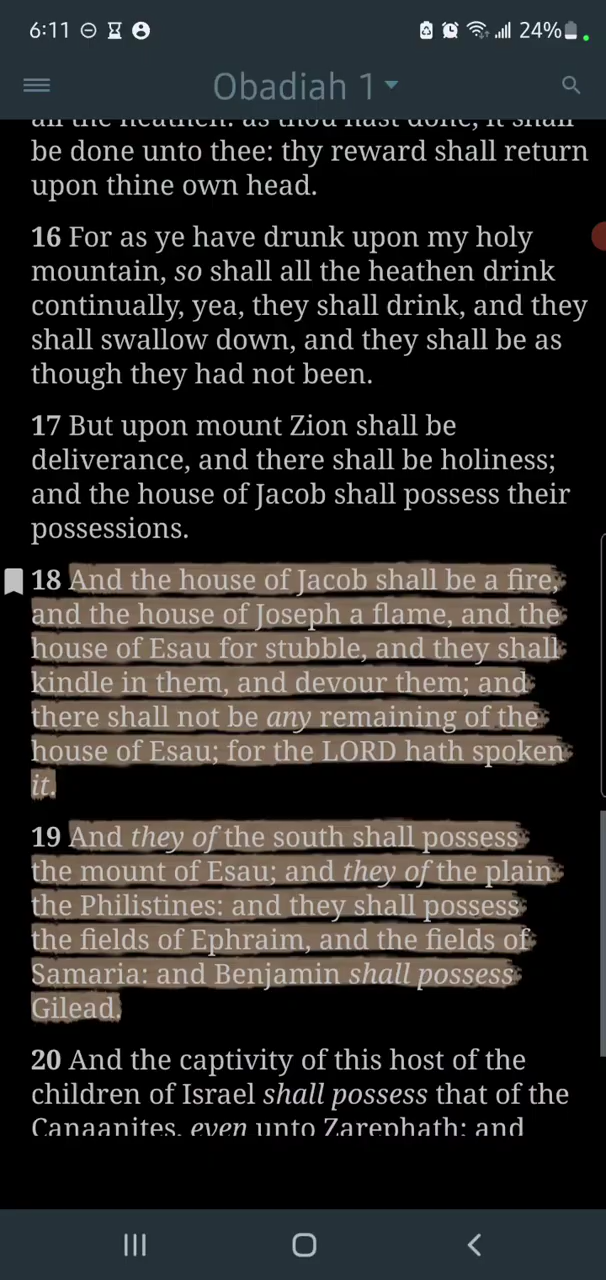 6:11 24%
Obadiah 1
all the heathen: as thou hast done, it shall
be done unto thee: thy reward shall return
upon thine own head.
16 For as ye have drunk upon my holy
mountain, so shall all the heathen drink
continually, yea, they shall drink, and they
shall swallow down, and they shall be as
though they had not been.
17 But upon mount Zion shall be
deliverance, and there shall be holiness;
and the house of Jacob shall possess their
possessions.
18 And the house of Jacob shall be a fire,
and the house of Joseph a flame, and the
house of Esau for stubble, and they shall
kindle in them, and devour them; and
there shall not be any remaining of the
house of Esau; for the LORD hath spoken
it.
19 And they of the south shall possess
the mount of Esau; and they of the plain
the Philistines: and they shall possess
the fields of Ephraim, and the fields of
Samaria: and Benjamin shall possess
Gilead.
20 And the captivity of this host of the
children of Israel shall possess that of the
Canaanites, even unto Zarephath; and